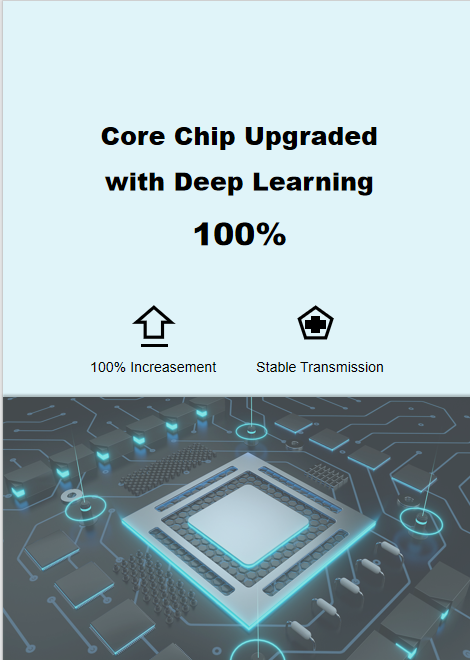 Core Chip Upgraded
with Deep Learning
100%
100% Increasement
Stable Transmission